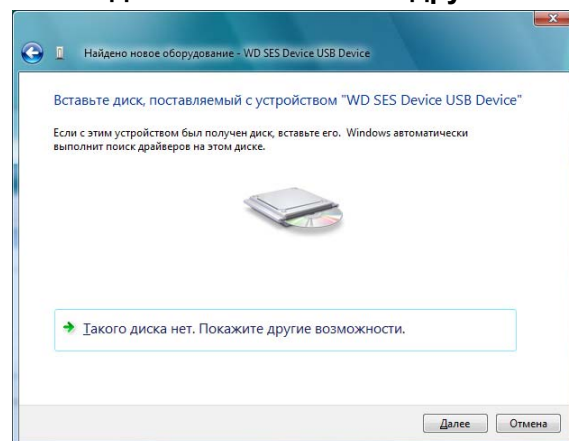 Найдено новое оборудование - WD SES Device USB Device
Вставьте диск, поставляемый с устройством "WD SES Device USB Device"
Если с этим устройством был получен диск, вставьте его. Windows автоматически
выполнит поиск драйверов на этом диске.
Такого диска нет. Покажите другие возможности.
Далее Отмена